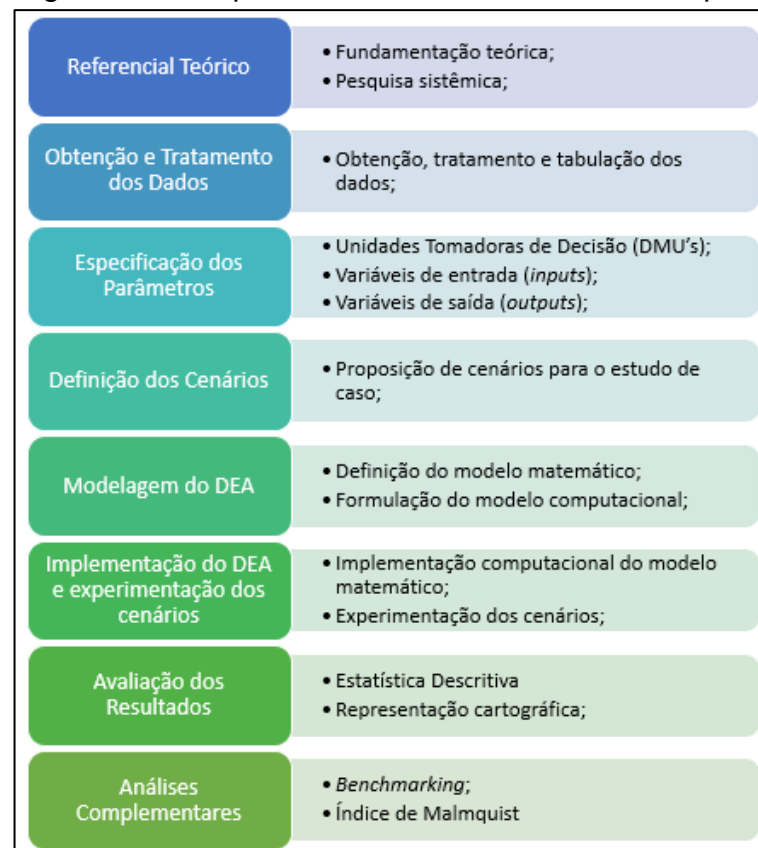 Referencial Teórico
• Fundamentação teórica;
• Pesquisa sistêmica;
Obtenção e Tratamento
dos Dados
• Obtenção, tratamento e tabulação dos
dados;
Especificação dos
Parâmetros
• Unidades Tomadoras de Decisão (DMU's);
• Variáveis de entrada (inputs);
• Variáveis de saída (outputs);
Definição dos Cenários
• Proposição de cenários para o estudo de
caso;
Modelagem do DEA
• Definição do modelo matemático;
• Formulação do modelo computacional;
Implementação do DEA
e experimentação dos
cenários
• Implementação computacional do modelo
matemático;
• Experimentação dos cenários;
Avaliação dos
Resultados
• Estatística Descritiva
• Representação cartográfica;
Análises
Complementares
• Benchmarking;
• Índice de Malmquist